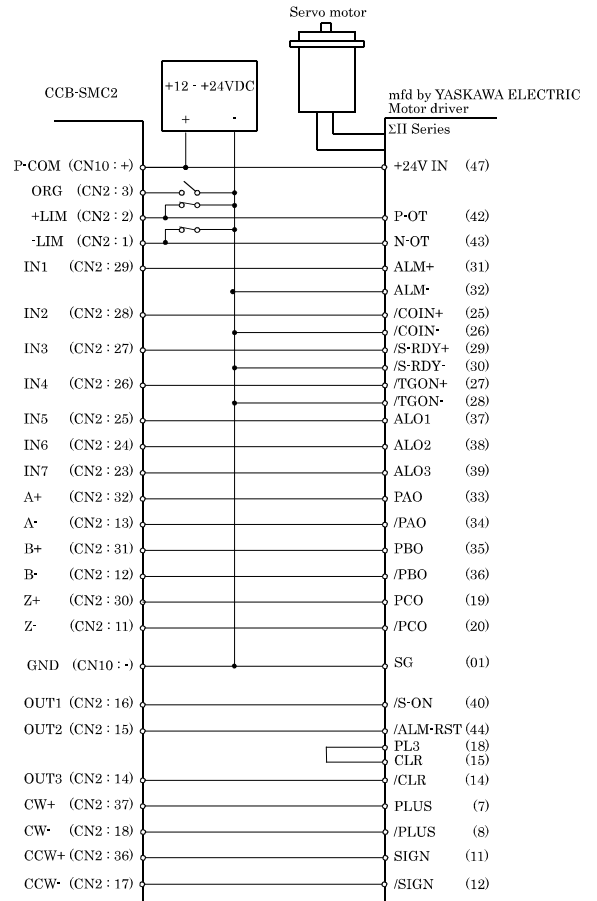 Servo motor
+12 - +24VDC
+ -
CCB-SMC2
mfd by YASKAWA ELECTRIC
Motor driver
ΣII Series
P-COM (CN10 : +) +24V IN (47)
ORG (CN2 : 3)
+LIM (CN2 : 2) P-OT (42)
-LIM (CN2 : 1) N-OT (43)
IN1 (CN2 : 29) ALM+ (31)
ALM- (32)
IN2 (CN2 : 28) /COIN+ (25)
/COIN- (26)
IN3 (CN2 : 27) /S-RDY+ (29)
/S-RDY- (30)
IN4 (CN2 : 26) /TGON+ (27)
/TGON- (28)
IN5 (CN2 : 25) ALO1 (37)
IN6 (CN2 : 24) ALO2 (38)
IN7 (CN2 : 23) ALO3 (39)
A+ (CN2 : 32) PAO (33)
A- (CN2 : 13) /PAO (34)
B+ (CN2 : 31) PBO (35)
B- (CN2 : 12) /PBO (36)
Z+ (CN2 : 30) PCO (19)
Z- (CN2 : 11) /PCO (20)
GND (CN10 : -) SG (01)
OUT1 (CN2 : 16) /S-ON (40)
OUT2 (CN2 : 15) /ALM-RST (44)
PL3 (18)
CLR (15)
OUT3 (CN2 : 14) /CLR (14)
CW+ (CN2 : 37) PLUS (7)
CW- (CN2 : 18) /PLUS (8)
CCW+ (CN2 : 36) SIGN (11)
CCW- (CN2 : 17) /SIGN (12)